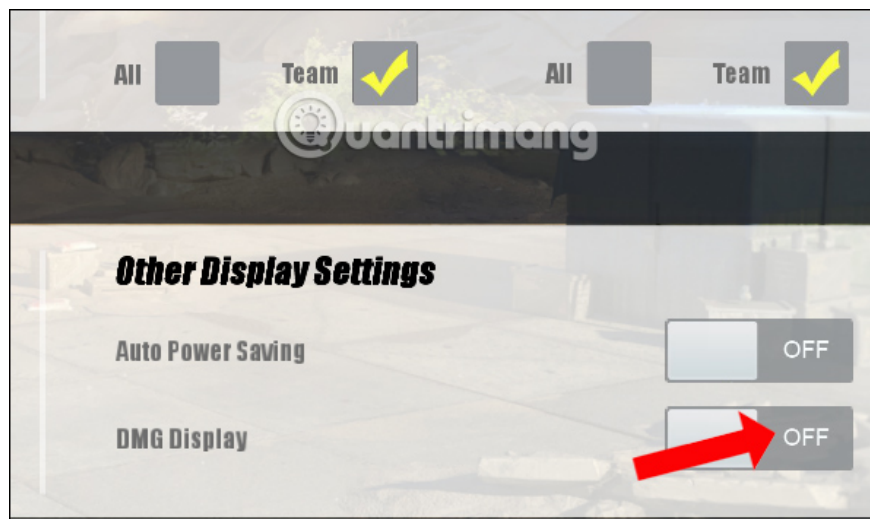 All Team All Team
Quantrimang
Other Display Settings
Auto Power Saving OFF
DMG Display OFF